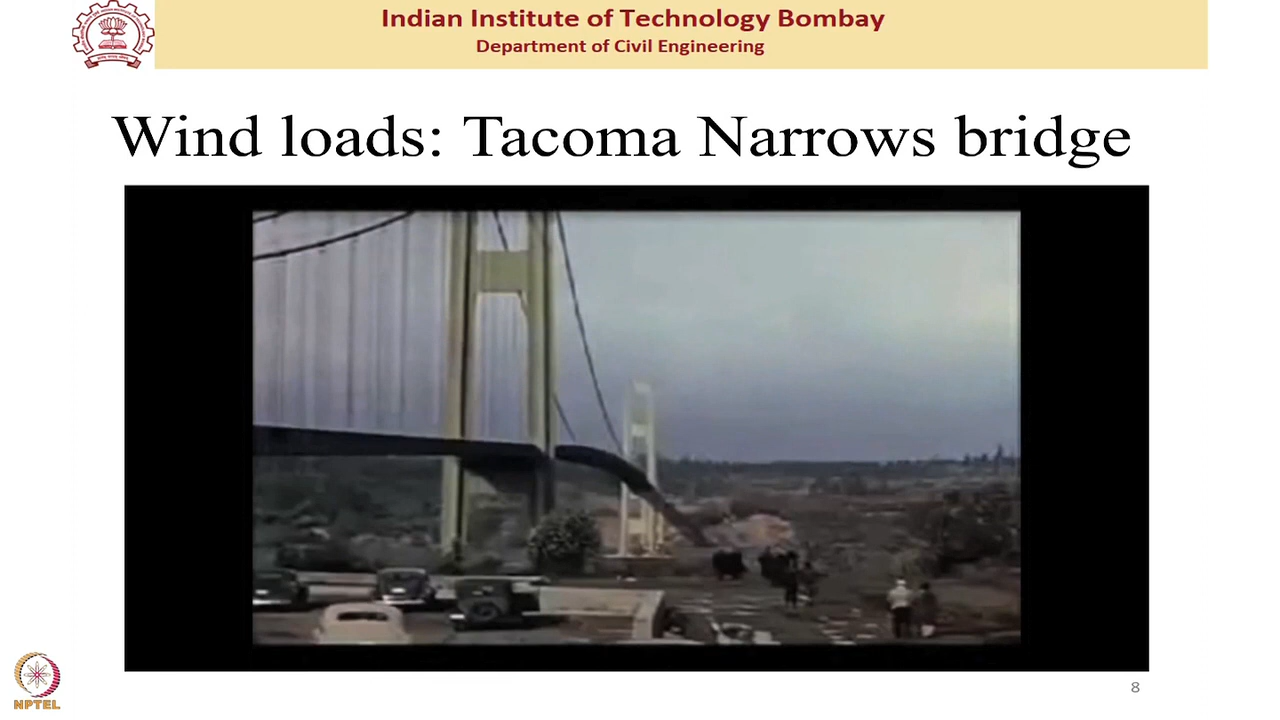 Indian Institute of Technology Bombay
Department of Civil Engineering
Wind loads: Tacoma Narrows bridge
8
NPTEL